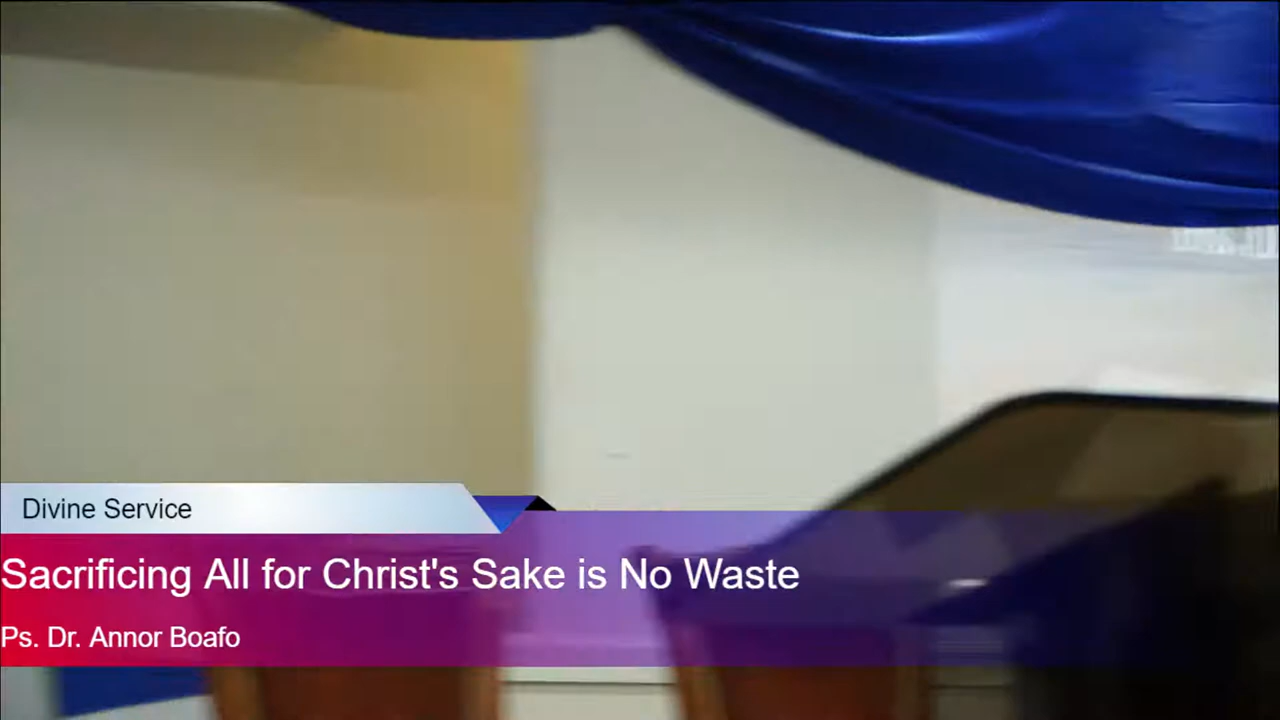 Divine Service
Sacrificing All for Christ's Sake is No Waste
Ps. Dr. Annor Boafo